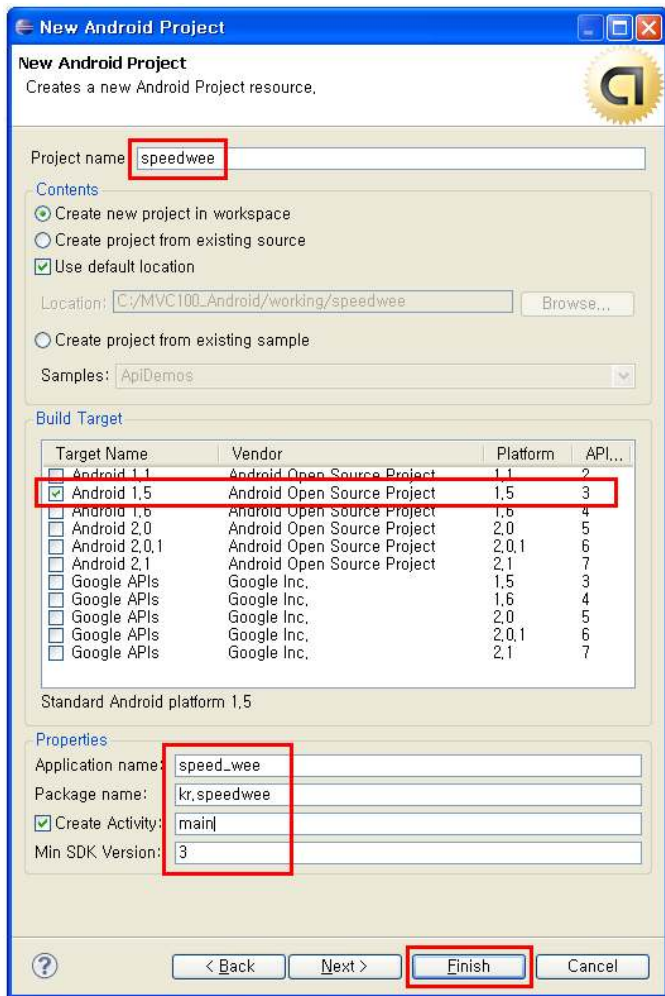 New Android Project
New Android Project
Creates a new Android Project resource.
Project name: speedwee
Contents
Create new project in workspace
Create project from existing source
Use default location
Location: C:/MVC100_Android/working/speedwee Browse...
Create project from existing sample
Samples: ApiDemos
Build Target
Target Name Vendor Platform API...
Android 1.1 Android Open Source Project 1.1 2
Android 1.5 Android Open Source Project 1.5 3
Android 1.6 Android Open Source Project 1.6 4
Android 2.0 Android Open Source Project 2.0 5
Android 2.0.1 Android Open Source Project 2.0.1 6
Android 2.1 Android Open Source Project 2.1 7
Google APIs Google Inc. 1.5 3
Google APIs Google Inc. 1.6 4
Google APIs Google Inc. 2.0 5
Google APIs Google Inc. 2.0.1 6
Google APIs Google Inc. 2.1 7
Standard Android platform 1.5
Properties
Application name: speed_wee
Package name: kr.speedwee
Create Activity: main
Min SDK Version: 3
< Back Next > Finish Cancel